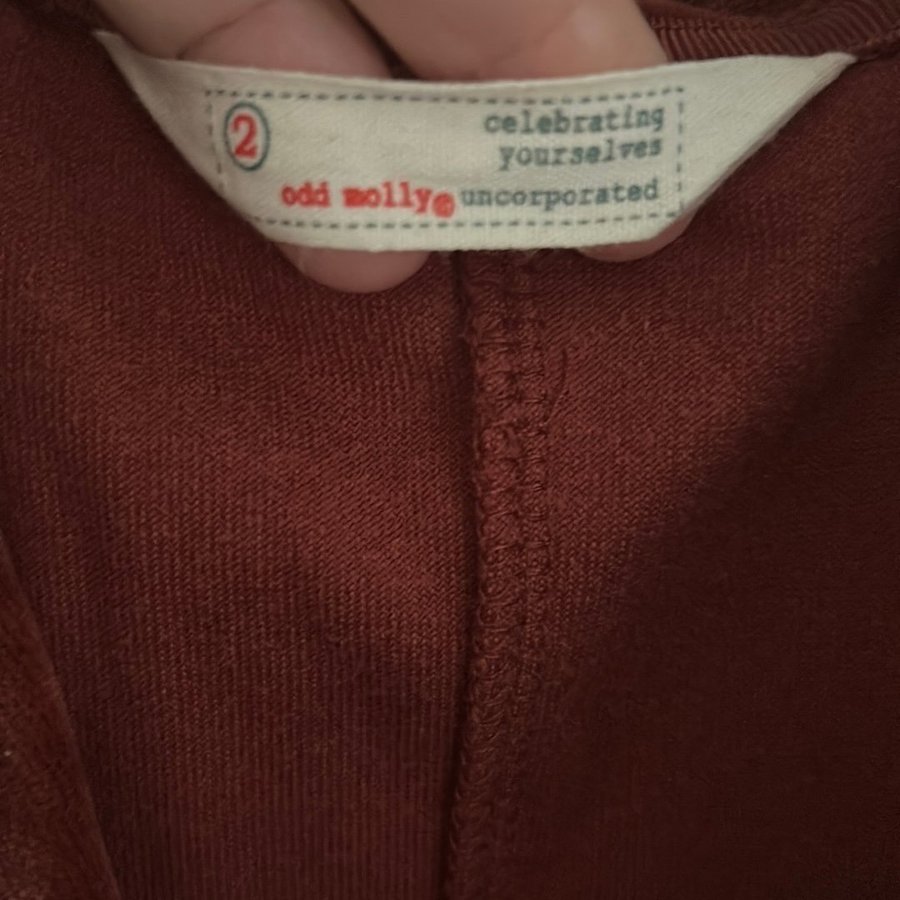 2
celebrating
yourselves
odd molly© uncorporated